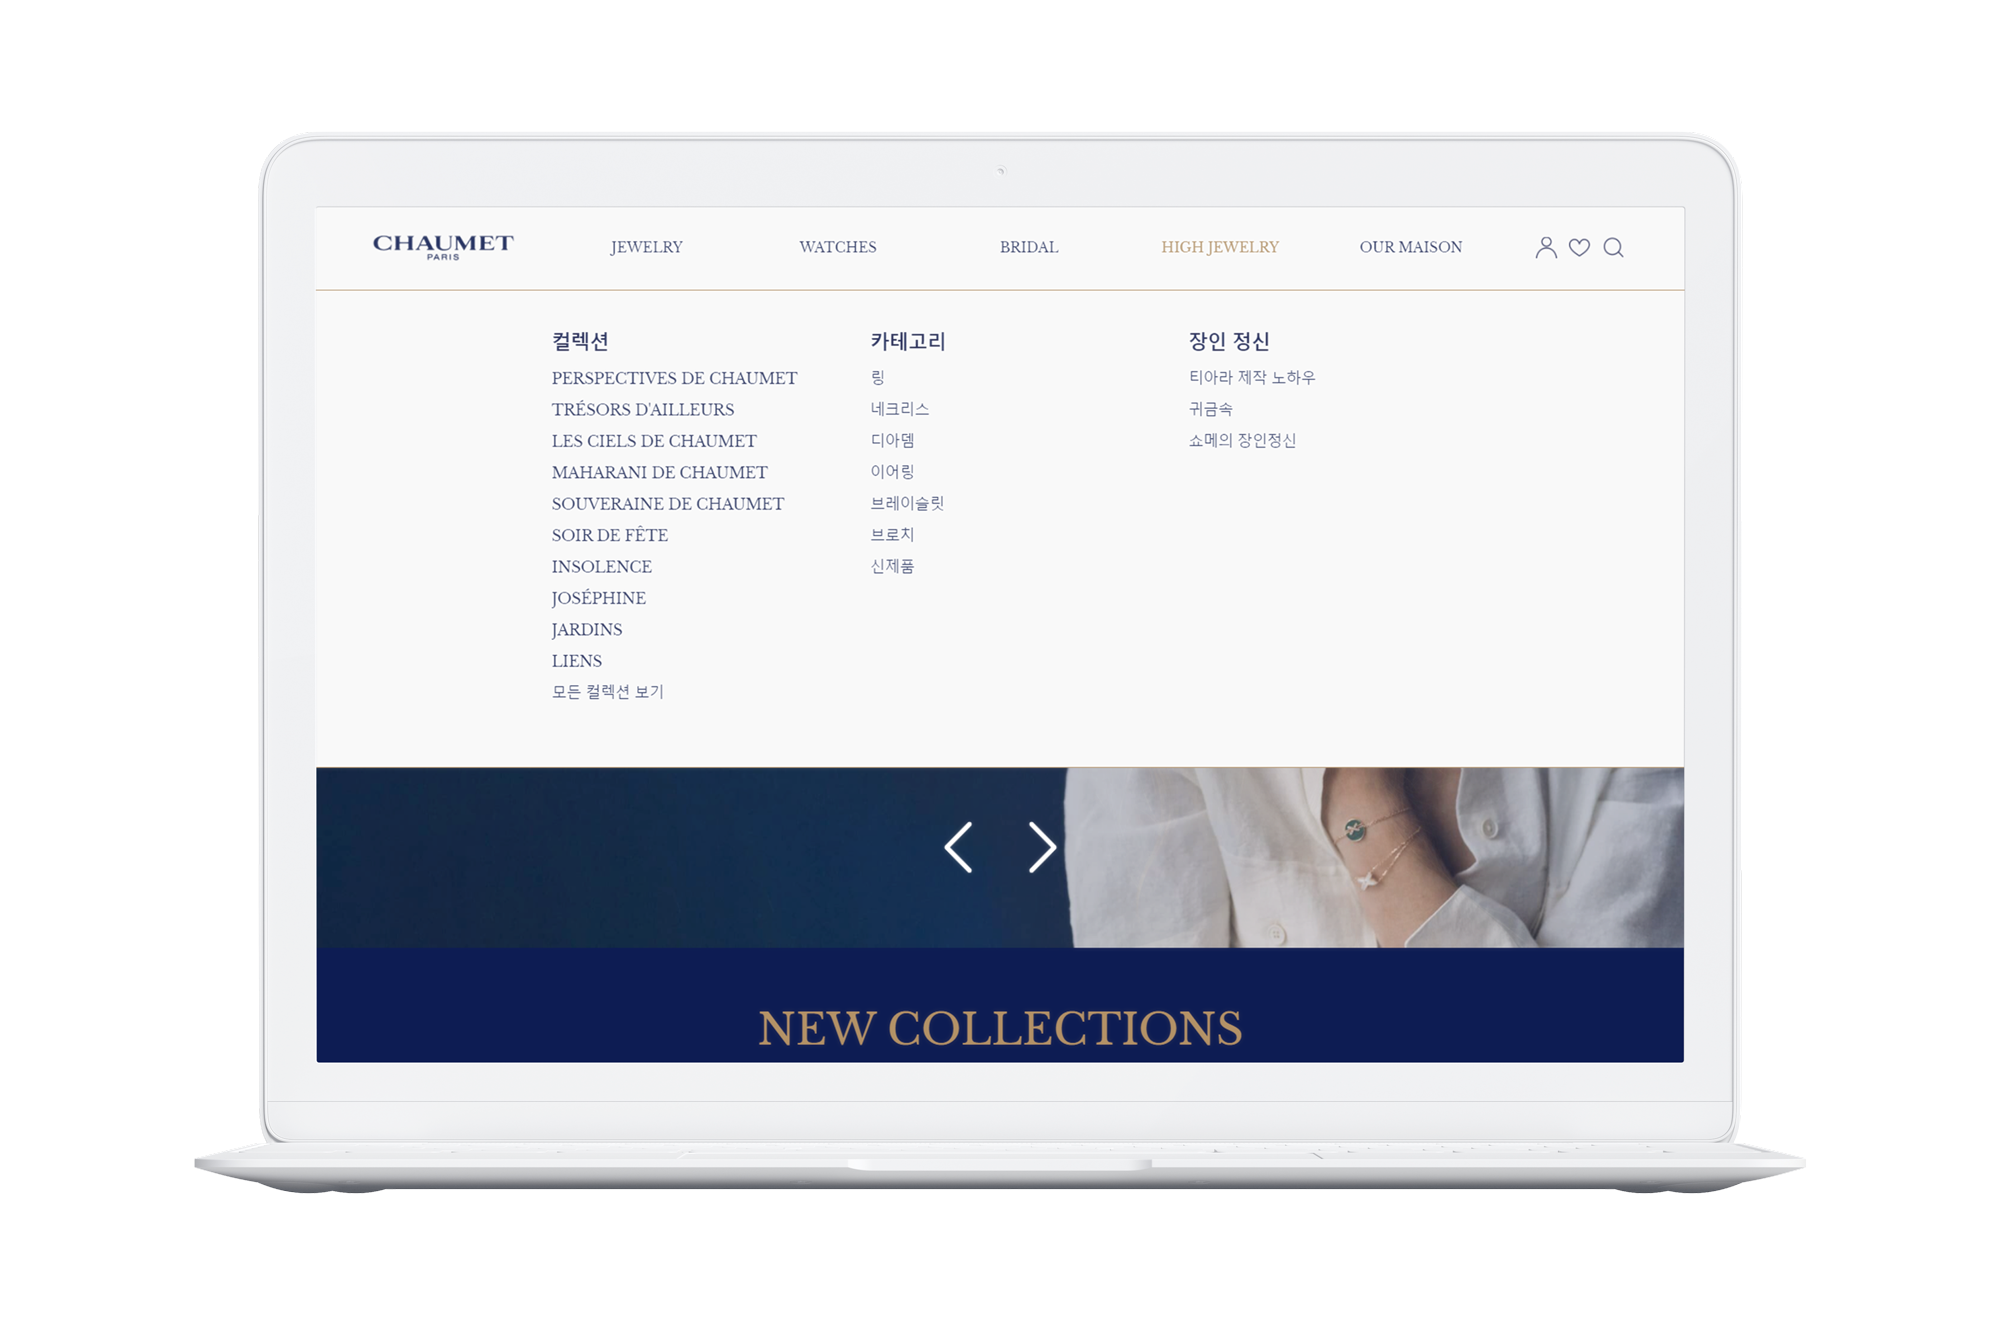 CHAUMET
PARIS
JEWELRY
WATCHES
BRIDAL
HIGH JEWELRY
OUR MAISON
컬렉션
PERSPECTIVES DE CHAUMET
TRÉSORS D'AILLEURS
LES CIELS DE CHAUMET
MAHARANI DE CHAUMET
SOUVERAINE DE CHAUMET
SOIR DE FÊTE
INSOLENCE
JOSÉPHINE
JARDINS
LIENS
모든 컬렉션 보기
카테고리
링
네크리스
디아뎀
이어링
브레이슬릿
브로치
신제품
장인 정신
티아라 제작 노하우
귀금속
쇼메의 장인정신
NEW COLLECTIONS